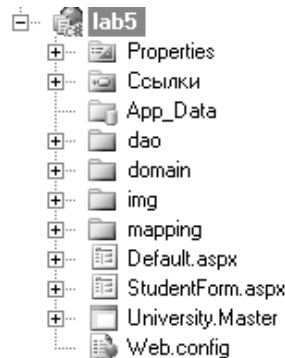 lab5
Properties
Ссылки
App_Data
dao
domain
img
mapping
Default.aspx
StudentForm.aspx
University.Master
Web.config